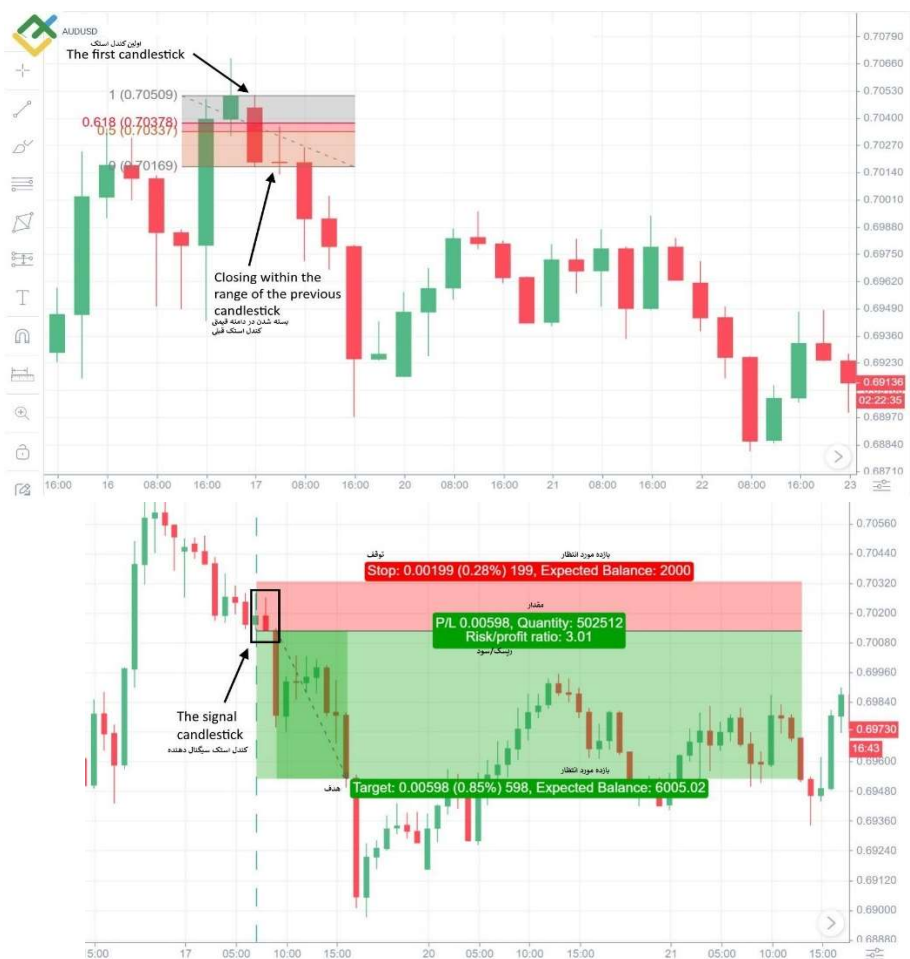 AUDUSD
اولین کندل استک
The first candlestick
1 (0.70509)
0.618 (0.70378)
0.5 (0.70337)
0 (0.70169)
Closing within the
range of the previous
candlestick
بسته شدن در دامنه قیمتی
کندل استک قبلی
0.70790
0.70660
0.70530
0.70400
0.70270
0.70140
0.70010
0.69880
0.69750
0.69620
0.69490
0.69360
0.69230
0.69136
02:22:35
0.68970
0.68840
0.68710
16:00 16 08:00 16:00 17 08:00 16:00 20 08:00 16:00 21 08:00 16:00 22 08:00 16:00 23
توقف
بازده مورد انتظار
Stop: 0.00199 (0.28%) 199, Expected Balance: 2000
مقدار
P/L 0.00598, Quantity: 502512
Risk/profit ratio: 3.01
ریسک/سود
The signal
candlestick
کندل استک سیگنال دهنده
بازده مورد انتظار
هدف
Target: 0.00598 (0.85%) 598, Expected Balance: 6005.02
0.70560
0.70440
0.70320
0.70200
0.70080
0.69960
0.69840
0.69730
16:43
0.69600
0.69480
0.69360
0.69240
0.69120
0.69000
0.68880
5:00 17 05:00 10:00 15:00 20 05:00 10:00 15:00 21 05:00 10:00 15:00